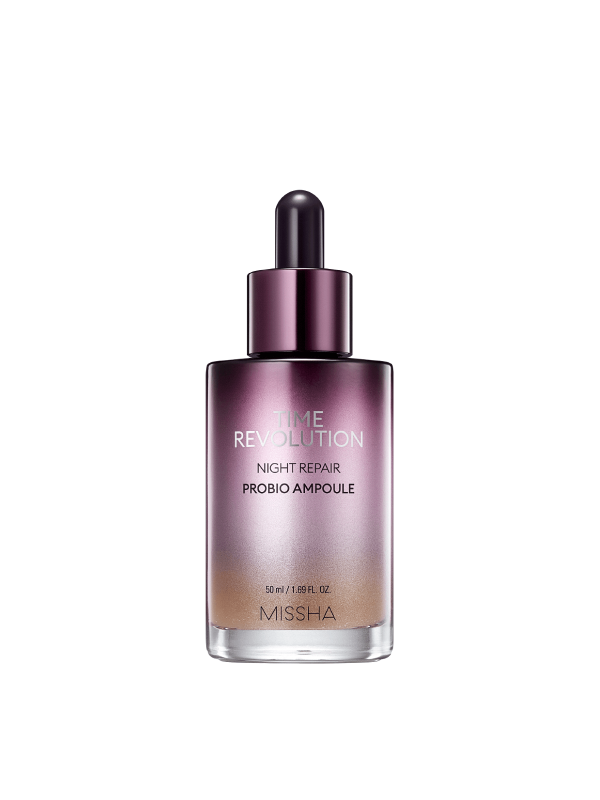 TIME
REVOLUTION
NIGHT REPAIR
PROBIO AMPOULE
50 ml / 1.69 FL. OZ.
MISSHA